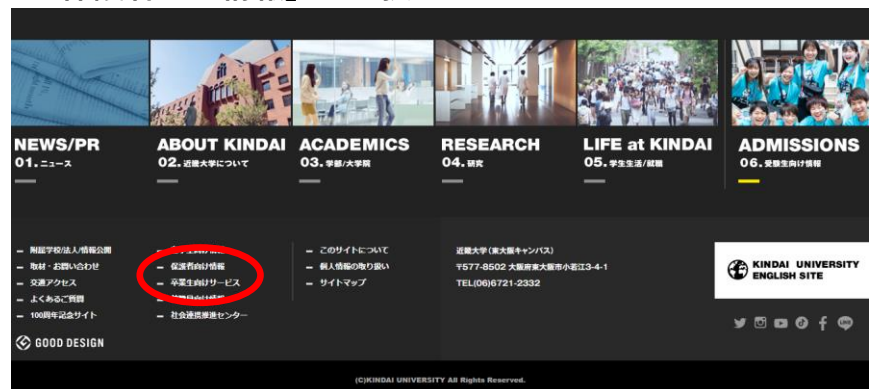 NEWS/PR
01.ニュース
ABOUT KINDAI
02.近畿大学について
ACADEMICS
03.学部/大学院
RESEARCH
04.研究
LIFE at KINDAI
05.学生生活/就職
ADMISSIONS
06.受験生向け情報
附属学校/法人/情報公開
取材・お問い合わせ
交通アクセス
よくあるご質問
100周年記念サイト
GOOD DESIGN
保護者向け情報
卒業生向けサービス
社会連携推進センター
このサイトについて
個人情報の取り扱い
サイトマップ
近畿大学(東大阪キャンパス)
〒577-8502 大阪府東大阪市小若江3-4-1
TEL(06)6721-2332
KINDAI UNIVERSITY
ENGLISH SITE
(C)KINDAI UNIVERSITY All Rights Reserved.